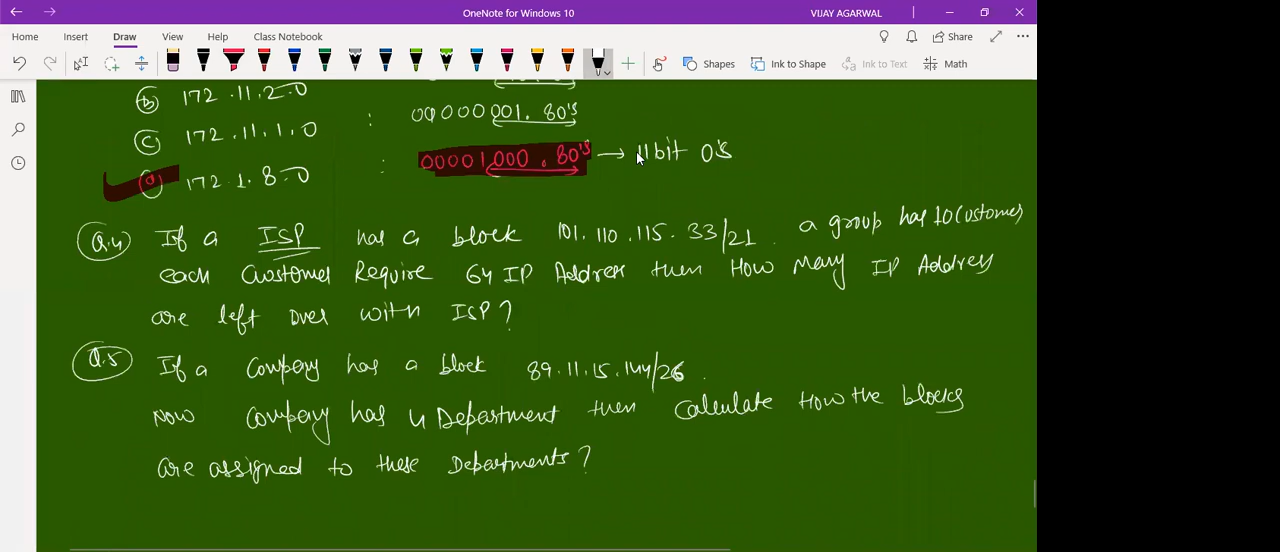 OneNote for Windows 10
VIJAY AGARWAL
Home Insert Draw View Help Class Notebook
Share
Shapes Ink to Shape Ink to Text Math
(b) 172.11.2.0
(c) 172.11.1.0 : 00000001.80's
(d) 172.1.8.0 : 00001000.80's → 11bit 0's
Q.4 If a ISP has a block 101.110.115.33/21. a group has 10 Customer
each Customer Require 64 IP Address then How Many IP Address
are left over with ISP?
Q.5 If a Company has a block 89.11.15.144/26.
Now Company has 4 Department then Calculate How the blocks
are assigned to these Departments?